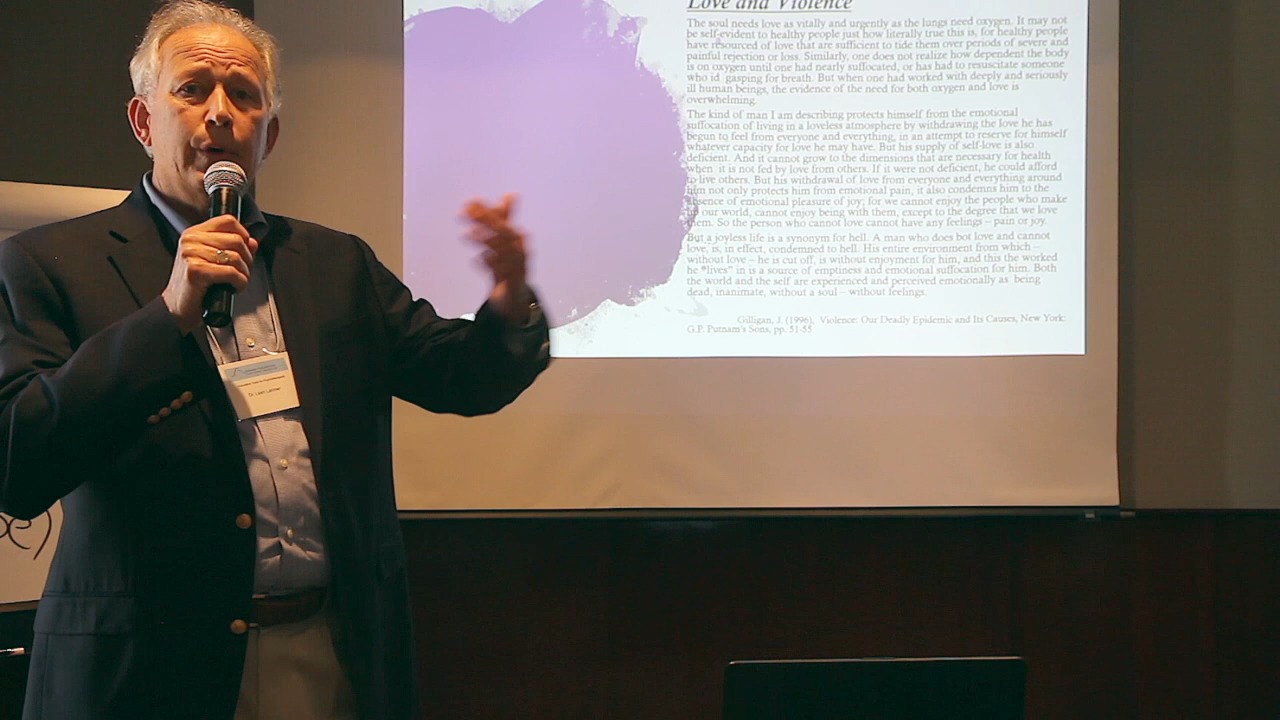 Love and Violence
The soul needs love as vitally and urgently as the lungs need oxygen. It may not
be self-evident to healthy people just how literally true this is, for healthy people
have resourced of love that are sufficient to tide them over periods of severe and
painful rejection or loss. Similarly, one does not realize how dependent the body
is on oxygen until one had nearly suffocated, or has had to resuscitate someone
who id gasping for breath. But when one had worked with deeply and seriously
ill human beings, the evidence of the need for both oxygen and love is
overwhelming.
The kind of man I am describing protects himself from the emotional
suffocation of living in a loveless atmosphere by withdrawing the love he has
begun to feel from everyone and everything, in an attempt to reserve for himself
whatever capacity for love he may have. But his supply of self-love is also
deficient. And it cannot grow to the dimensions that are necessary for health
when it is not fed by love from others. If it were not deficient, he could afford
to live others. But his withdrawal of love from everyone and everything around
him not only protects him from emotional pain, it also condemns him to the
absence of emotional pleasure of joy; for we cannot enjoy the people who make
up our world, cannot enjoy being with them, except to the degree that we love
them. So the person who cannot love cannot have any feelings – pain or joy.
But a joyless life is a synonym for hell. A man who does bot love and cannot
love, is, in effect, condemned to hell. His entire environment from which –
without love – he is cut off, is without enjoyment for him, and this the worked
he "lives" in is a source of emptiness and emotional suffocation for him. Both
the world and the self are experienced and perceived emotionally as being
dead, inanimate, without a soul – without feelings.
Gilligan, J. (1996), Violence: Our Deadly Epidemic and Its Causes, New York:
G.P. Putnam's Sons, pp. 51-55